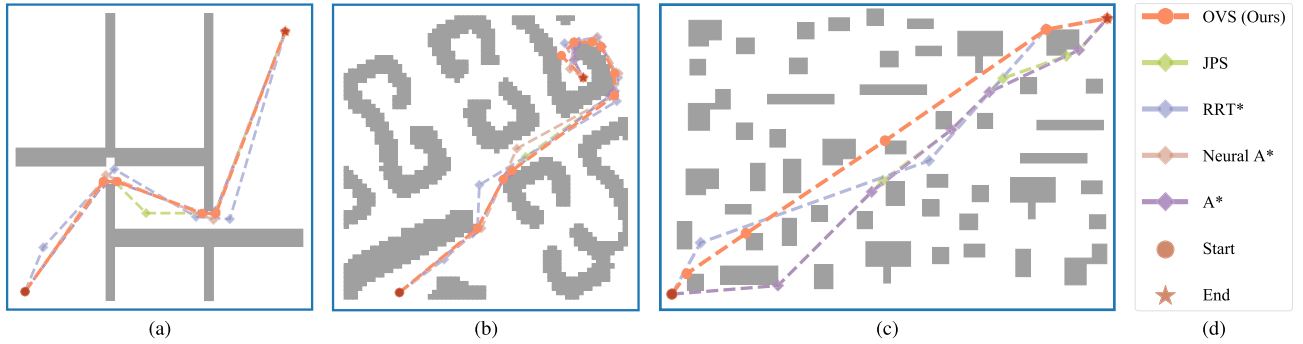 OVS (Ours)
JPS
RRT*
Neural A*
A*
Start
End
(a)
(b)
(c)
(d)